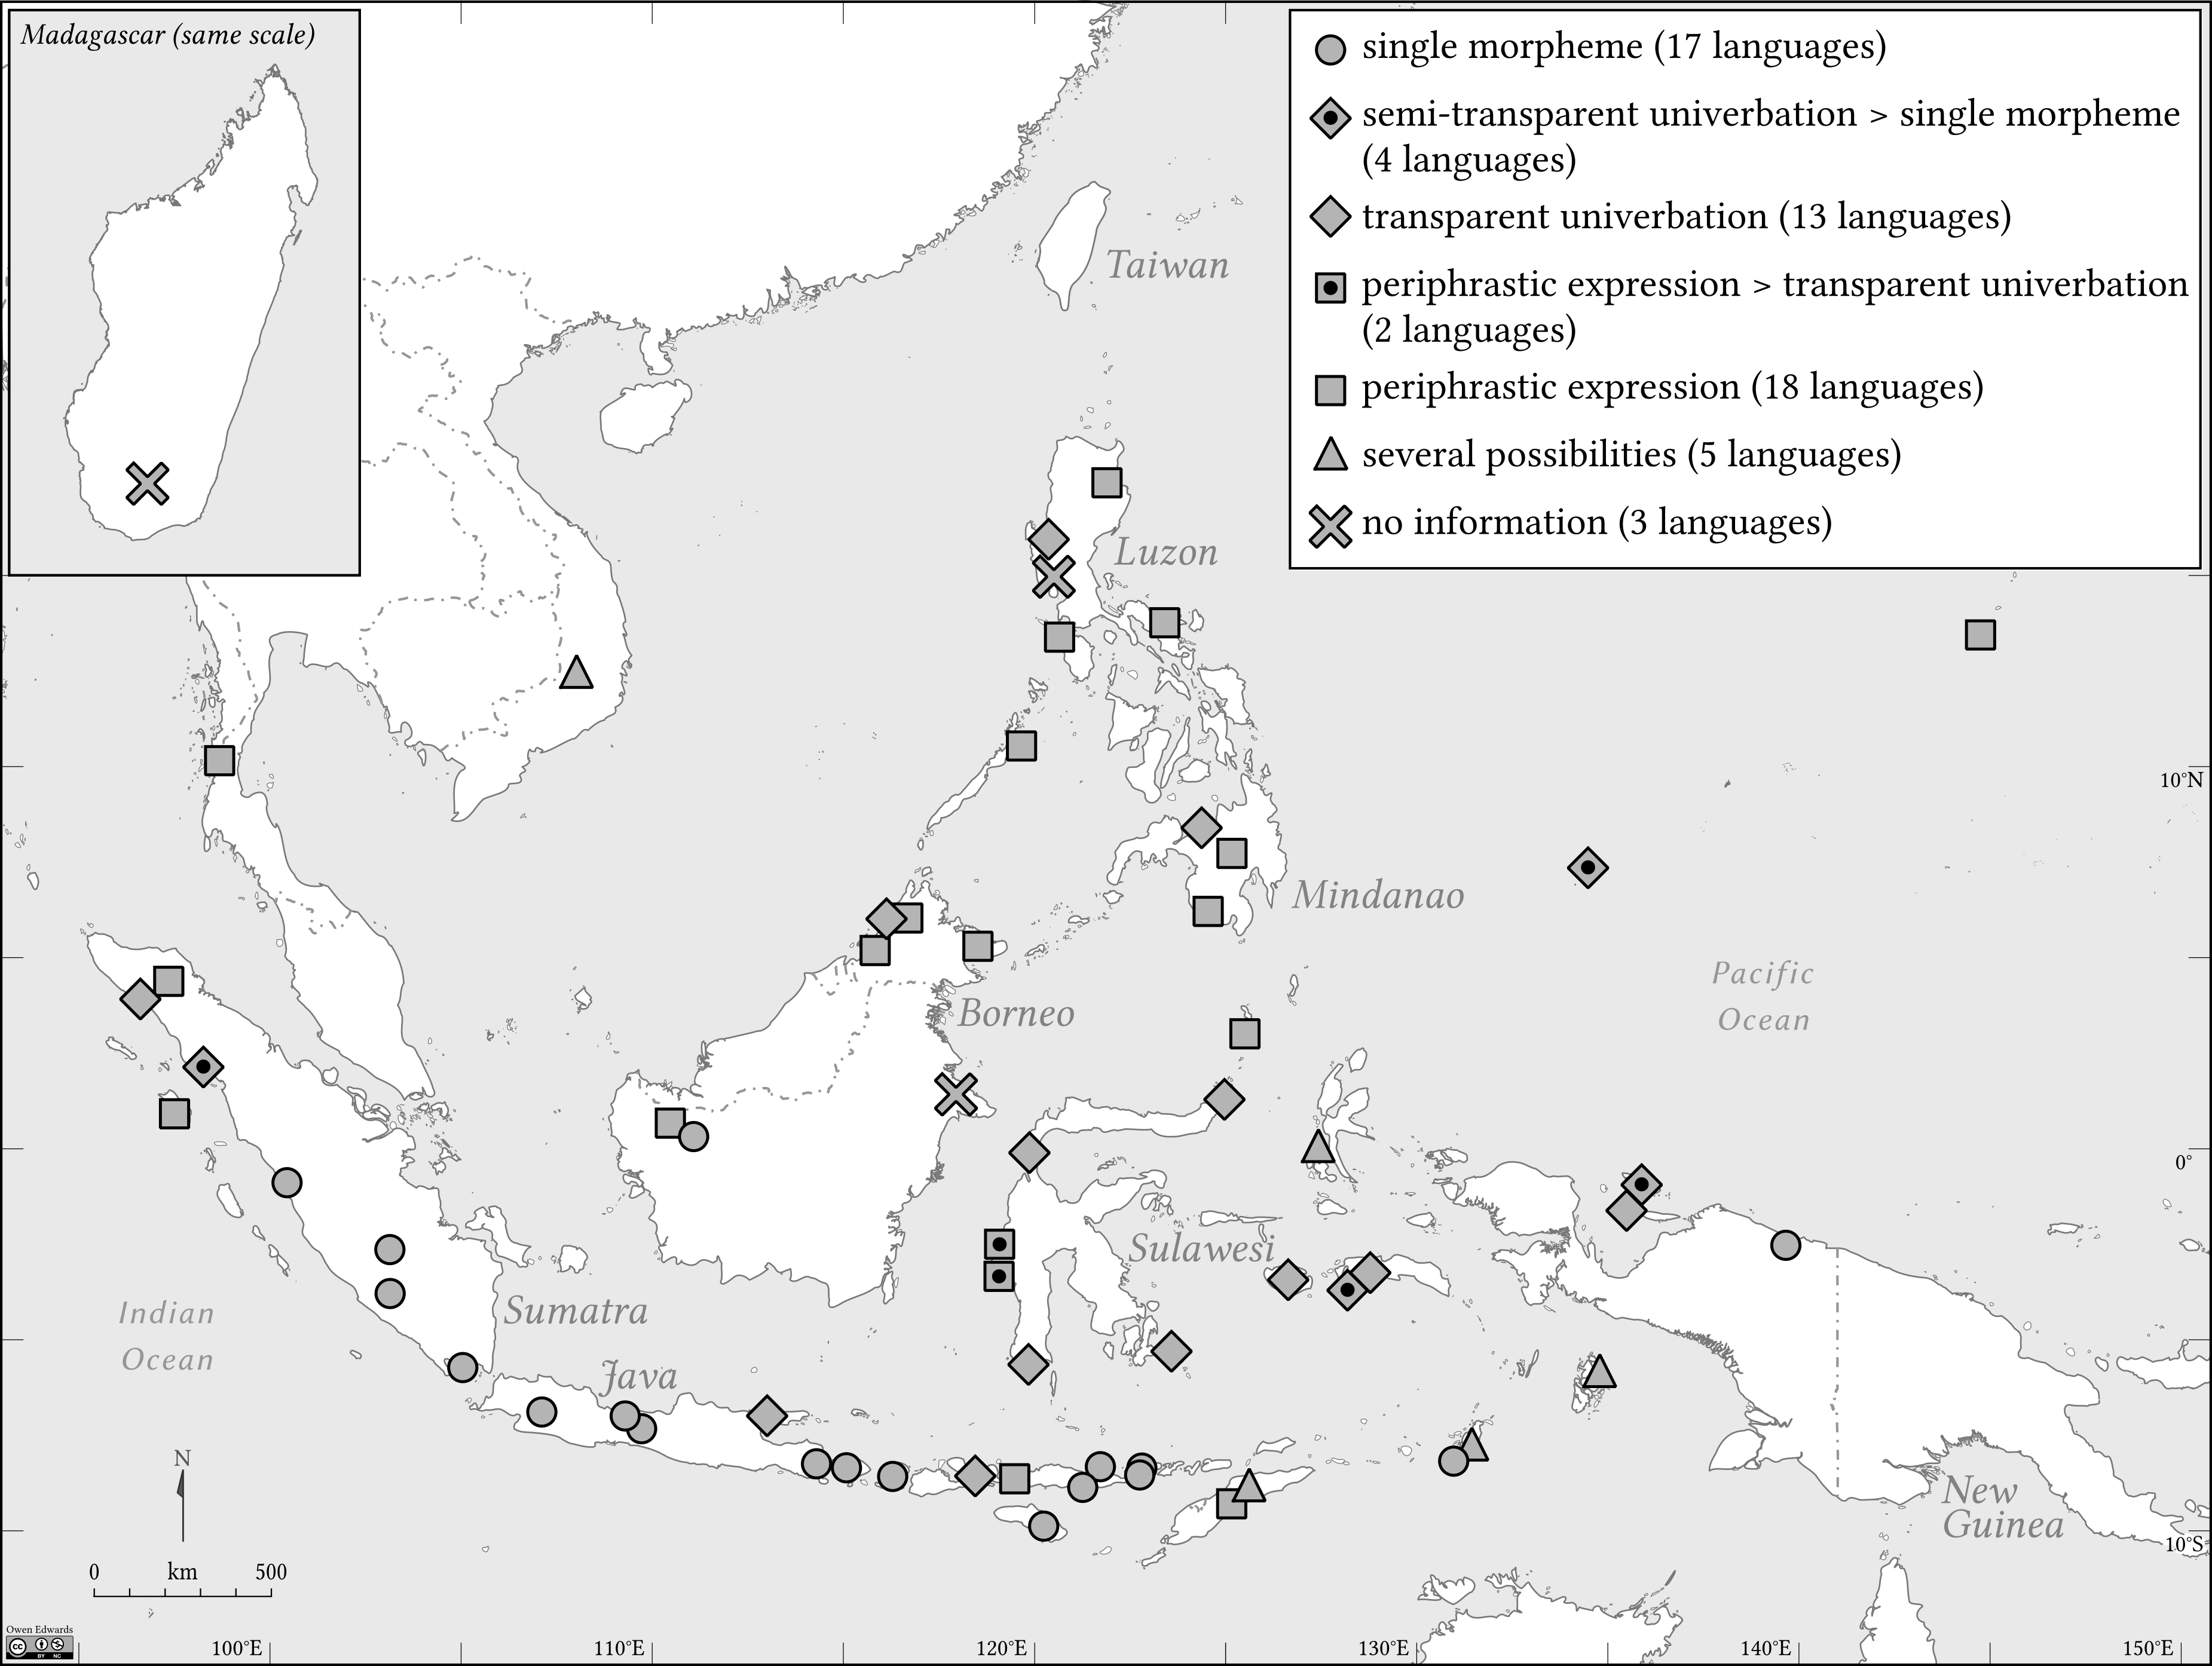 Madagascar (same scale)
single morpheme (17 languages)
semi-transparent univerbation > single morpheme
(4 languages)
transparent univerbation (13 languages)
periphrastic expression > transparent univerbation
(2 languages)
periphrastic expression (18 languages)
several possibilities (5 languages)
no information (3 languages)
Taiwan
Luzon
10°N
Mindanao
Pacific
Ocean
Borneo
0°
Sulawesi
Indian
Ocean
Sumatra
Java
N
New
Guinea
10°S
0 km 500
Owen Edwards
cc BY NC
100°E 110°E 120°E 130°E 140°E 150°E